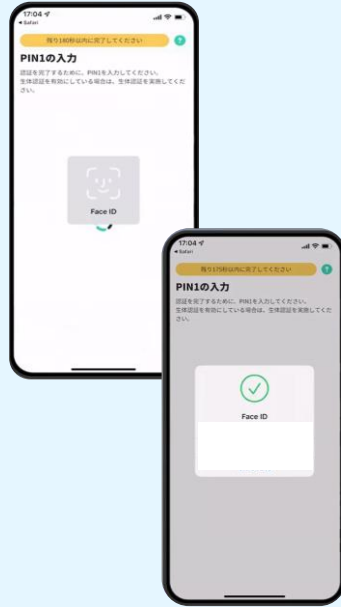 17:04
◀ Safari
残り180秒以内に完了してください
?
PIN1の入力
認証を完了するために、PIN1を入力してください。
生体認証を有効にしている場合は、生体認証を実施してくだ
さい。
Face ID
17:04
◀ Safari
残り175秒以内に完了してください
?
PIN1の入力
認証を完了するために、PIN1を入力してください。
生体認証を有効にしている場合は、生体認証を実施してくだ
さい。
Face ID